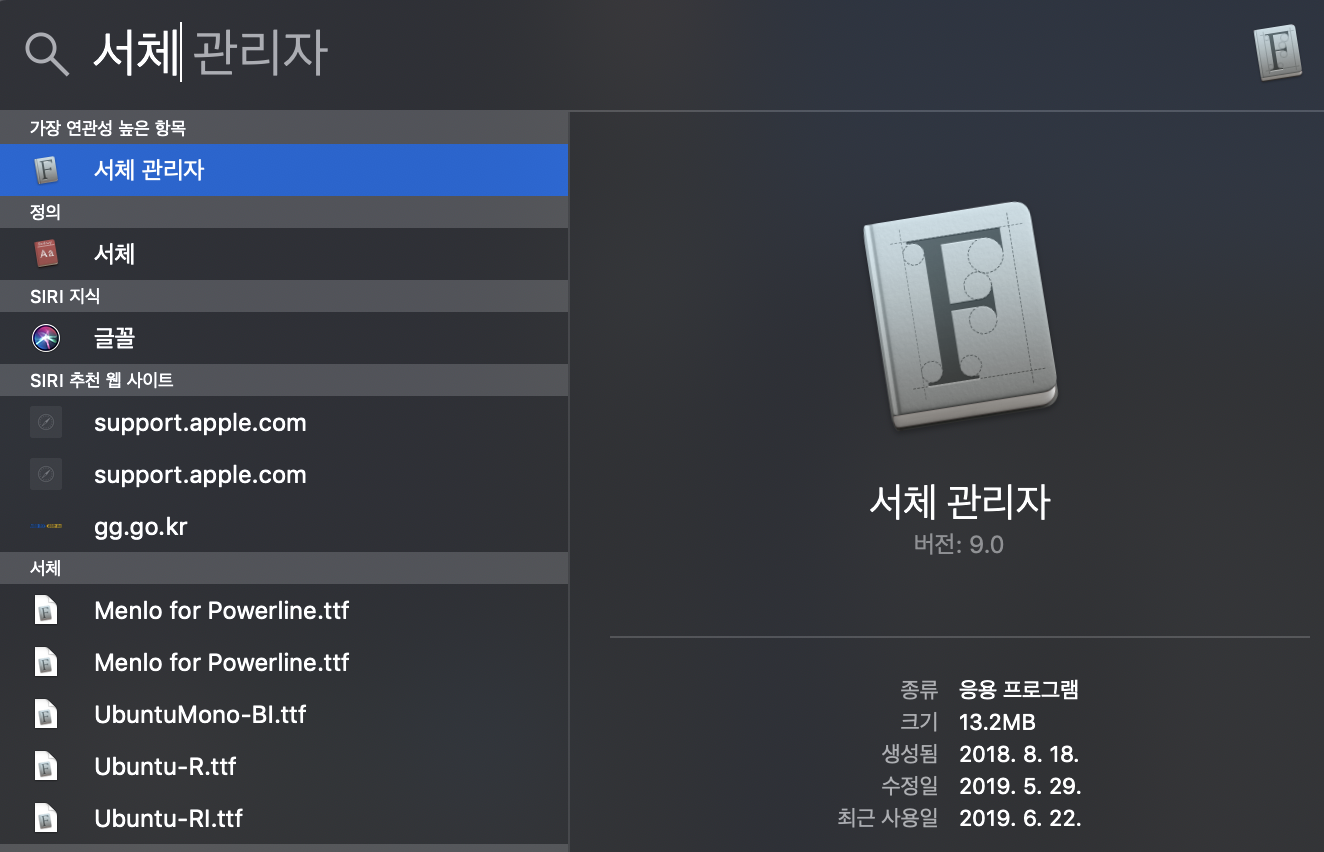 서체 관리자
가장 연관성 높은 항목
서체 관리자
정의
서체
SIRI 지식
글꼴
SIRI 추천 웹 사이트
support.apple.com
support.apple.com
gg.go.kr
서체
Menlo for Powerline.ttf
Menlo for Powerline.ttf
UbuntuMono-BI.ttf
Ubuntu-R.ttf
Ubuntu-RI.ttf
F
서체 관리자
버전: 9.0
종류 응용 프로그램
크기 13.2MB
생성됨 2018. 8. 18.
수정일 2019. 5. 29.
최근 사용일 2019. 6. 22.